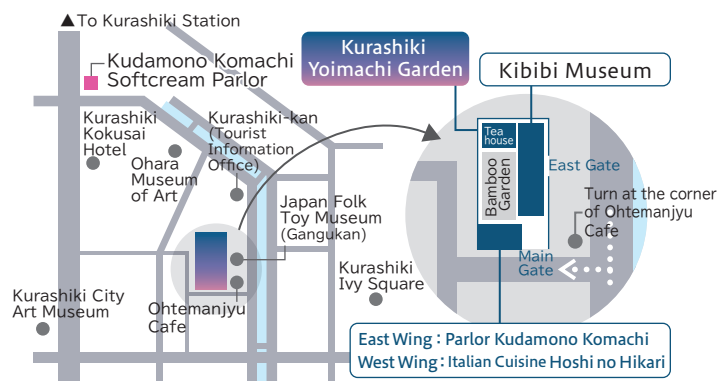 ▲To Kurashiki Station
Kudamono Komachi
Softcream Parlor
Kurashiki
Kokusai
Hotel
Ohara
Museum
of Art
Kurashiki-kan
(Tourist
Information
Office)
Japan Folk
Toy Museum
(Gangukan)
Kurashiki
Ivy Square
Kurashiki City
Art Museum
Ohtemanjyu
Cafe
Kurashiki
Yoimachi Garden
Kibibi Museum
Tea
house
Bamboo
Garden
East Gate
Turn at the corner
of Ohtemanjyu
Cafe
Main
Gate
East Wing : Parlor Kudamono Komachi
West Wing : Italian Cuisine Hoshi no Hikari